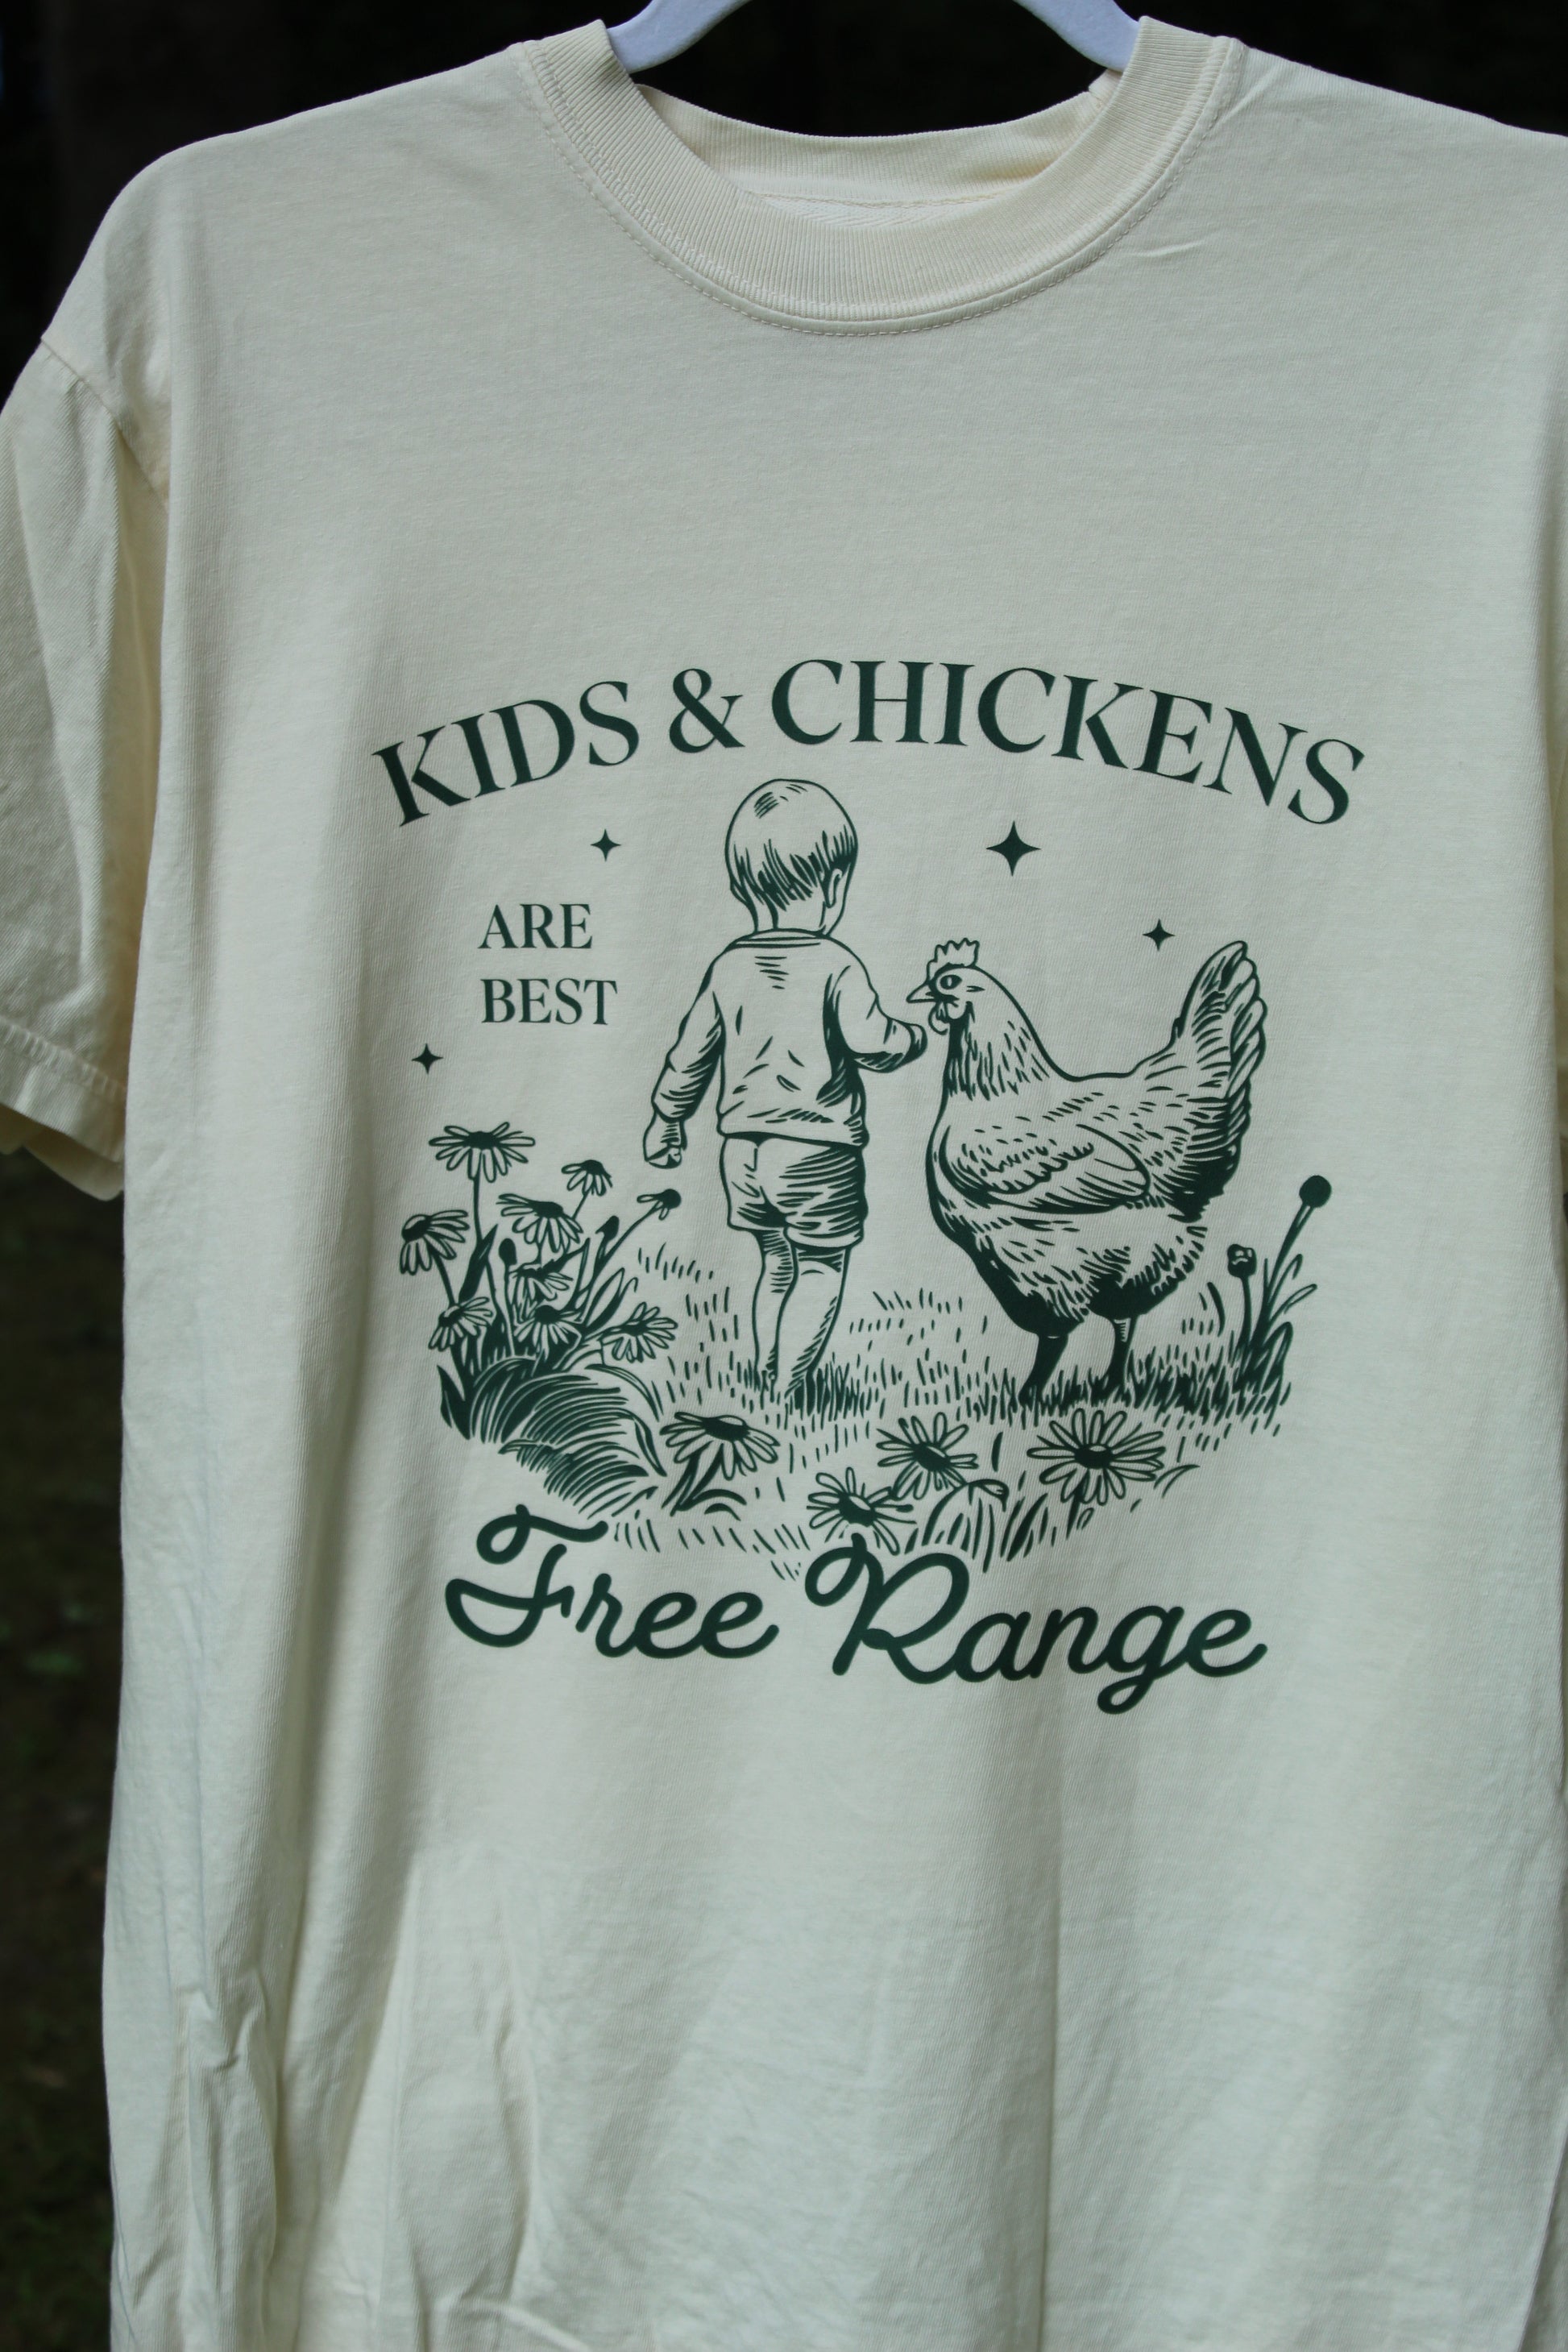 KIDS & CHICKENS
ARE
BEST
Free Range